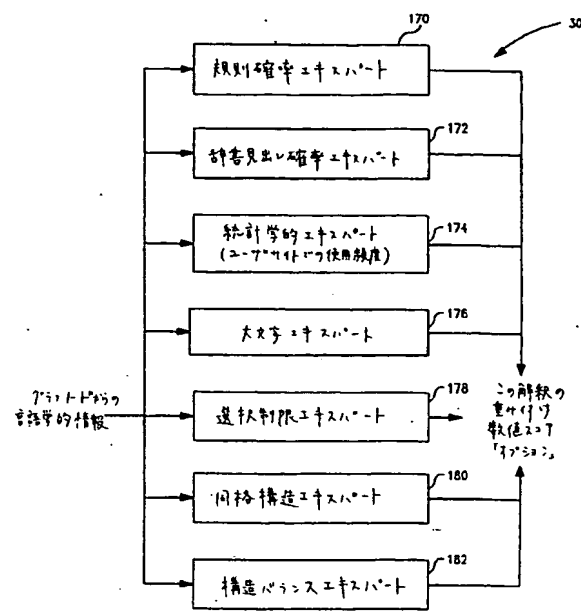 170
30
規則確率エキスパート
172
辞書見出し確率エキスパート
174
統計学的エキスパート
(ユーザサイトでの使用頻度)
176
大文字エキスパート
グラフノードからの
言語学的情報
178
選択制限エキスパート
この解釈の
重み付け
数値スコア
「オプション」
180
同格構造エキスパート
182
構造バランスエキスパート